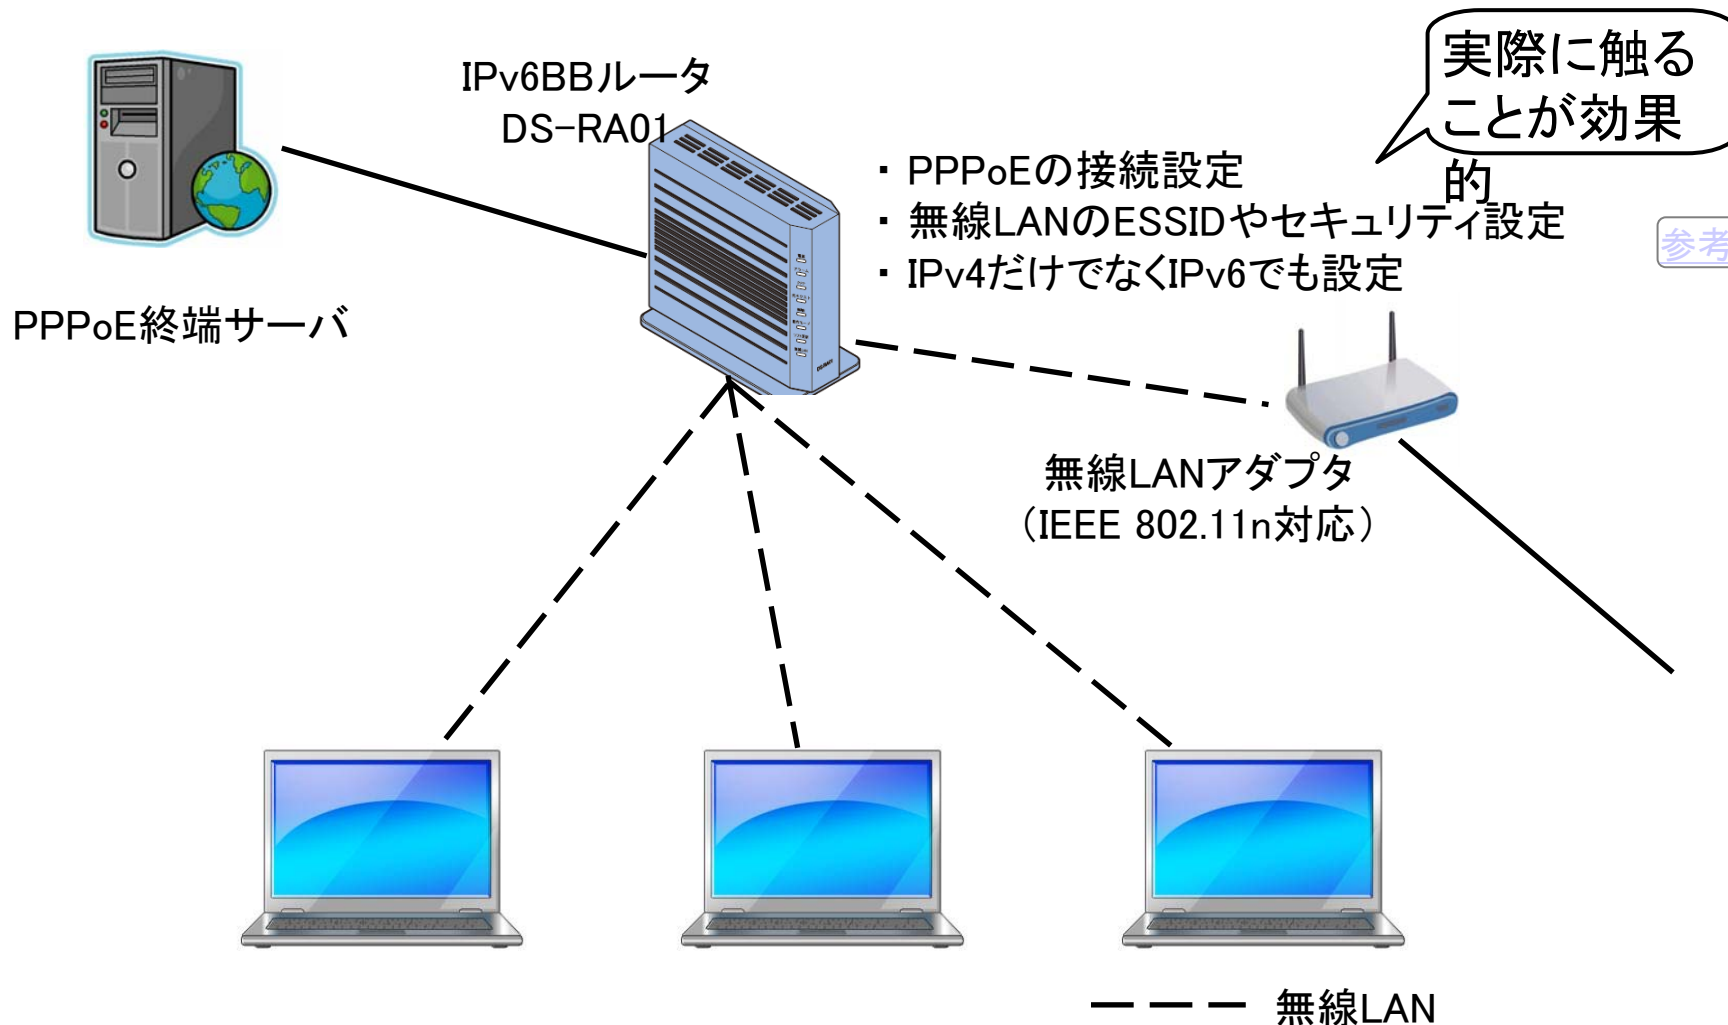 実際に触る
ことが効果
的
IPv6BBルータ
DS-RA01
・PPPoEの接続設定
・無線LANのESSIDやセキュリティ設定
・IPv4だけでなくIPv6でも設定
参考
PPPoE終端サーバ
無線LANアダプタ
（IEEE 802.11n対応）
無線LAN